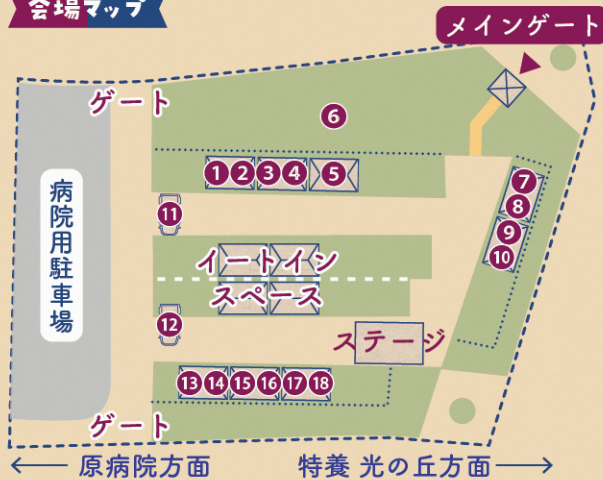 会場マップ
メインゲート
ゲート
6
1 2 3 4 5
7
8
9
10
11
病院用駐車場
イートイン
スペース
12
ステージ
13 14 15 16 17 18
ゲート
← 原病院方面
特養 光の丘方面 →